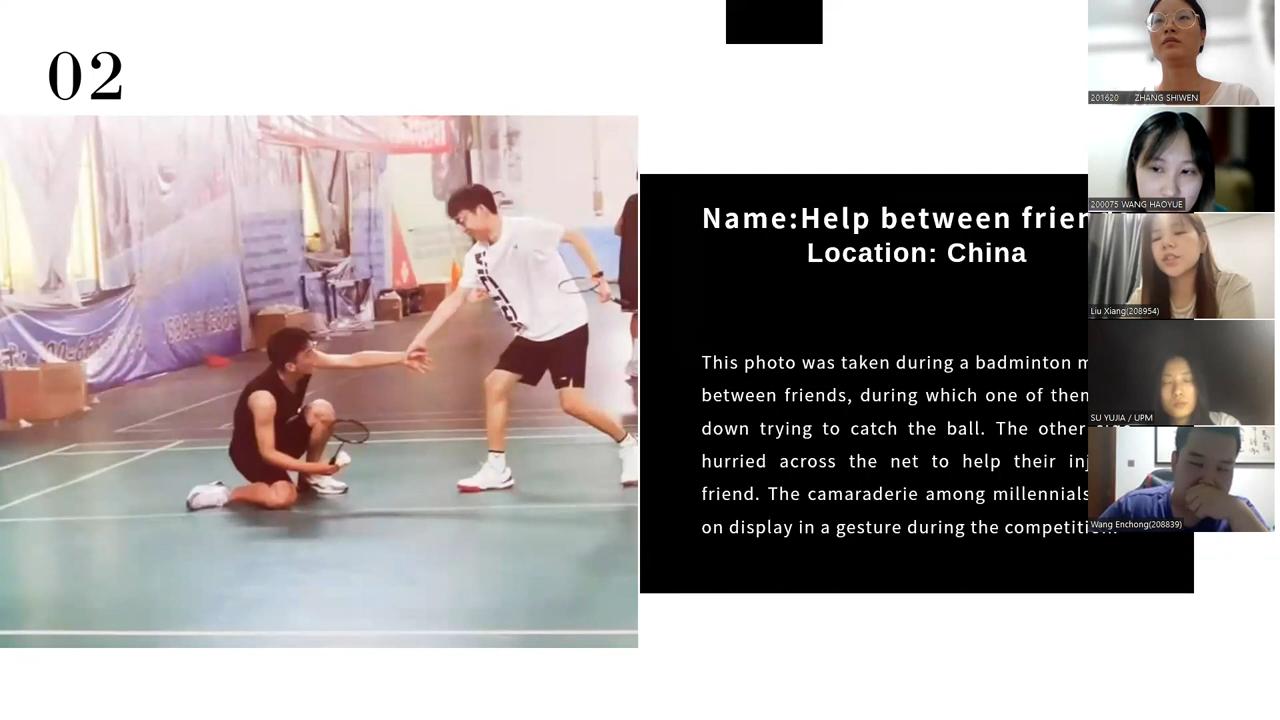 02
Name:Help between frien
Location: China
This photo was taken during a badminton
between friends, during which one of
down trying to catch the ball. The other
hurried across the net to help their
friend. The camaraderie among millennials
on display in a gesture during the
201620 ZHANG SHIWEN
200075 WANG HAOYUE
Liu Xiang(208954)
SU YUJIA / UPM
Wang Enchong(208839)